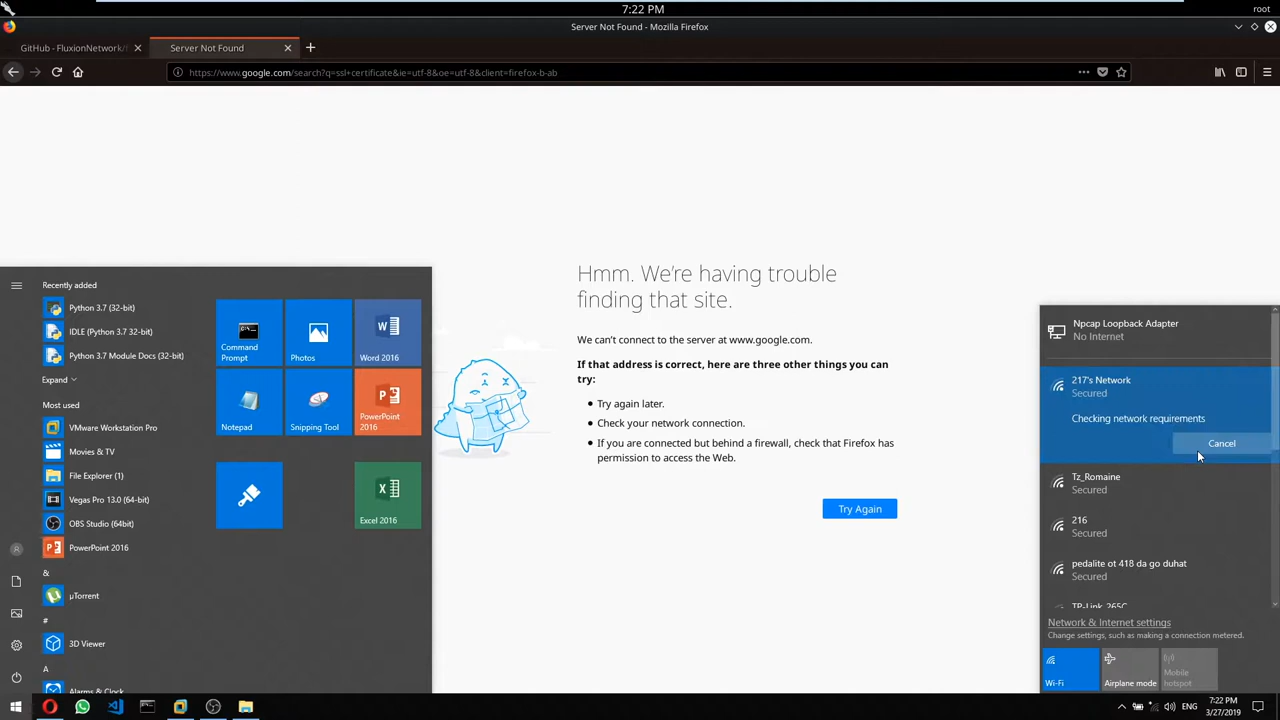 7:22 PM
root
Server Not Found - Mozilla Firefox
GitHub - FluxionNetwork/f
Server Not Found
https://www.google.com/search?q=ssl+certificate&ie=utf-8&oe=utf-8&client=firefox-b-ab
Hmm. We're having trouble
finding that site.
We can't connect to the server at www.google.com.
If that address is correct, here are three other things you can
try:
Try again later.
Check your network connection.
If you are connected but behind a firewall, check that Firefox has
permission to access the Web.
Try Again
Recently added
Python 3.7 (32-bit)
IDLE (Python 3.7 32-bit)
Python 3.7 Module Docs (32-bit)
Expand
Most used
VMware Workstation Pro
Movies & TV
File Explorer (1)
Vegas Pro 13.0 (64-bit)
OBS Studio (64bit)
PowerPoint 2016
&
µTorrent
#
3D Viewer
A
Alarms & Clock
Command
Prompt
Photos
Word 2016
Notepad
Snipping Tool
PowerPoint
2016
Excel 2016
Npcap Loopback Adapter
No Internet
217's Network
Secured
Checking network requirements
Cancel
Tz_Romaine
Secured
216
Secured
pedalite ot 418 da go duhat
Secured
TP-Link_265C
Network & Internet settings
Change settings, such as making a connection metered.
Wi-Fi
Airplane mode
Mobile
hotspot
ENG
7:22 PM
3/27/2019